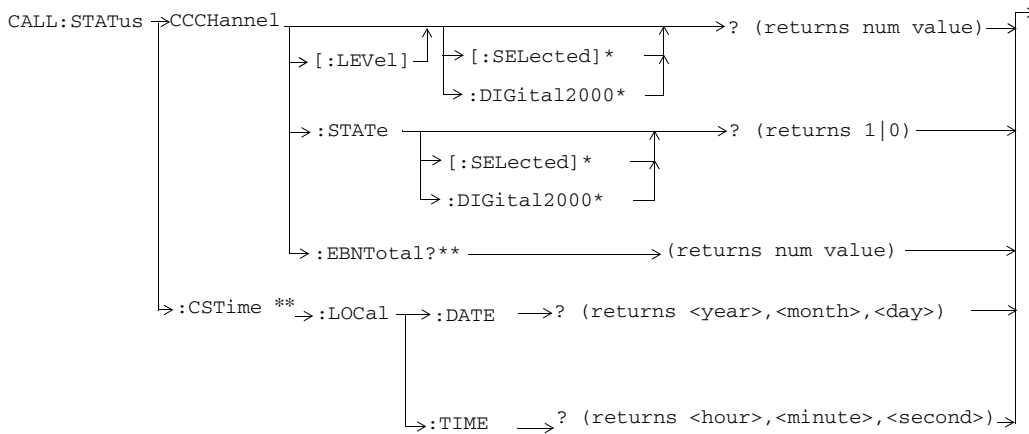 CALL:STATus CCCHannel ? (returns num value)
[:LEVel] [:SELected]*
:DIGital2000*
:STATe ? (returns 1|0)
[:SELected]*
:DIGital2000*
:EBNTotal?** (returns num value)
:CSTime ** :LOCal :DATE ? (returns <year>,<month>,<day>)
:TIME ? (returns <hour>,<minute>,<second>)